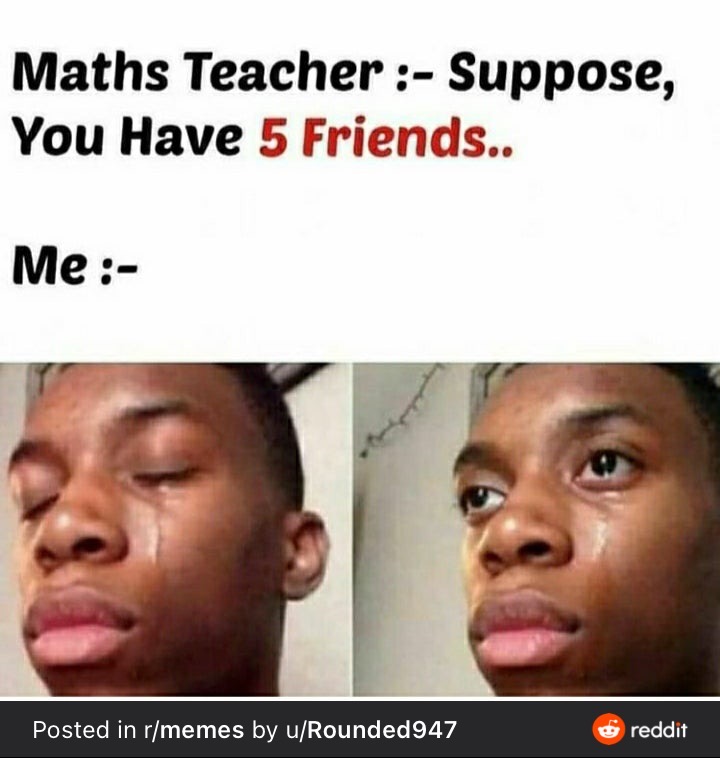 Maths Teacher :- Suppose,
You Have 5 Friends..
Me :-
Posted in r/memes by u/Rounded947
reddit